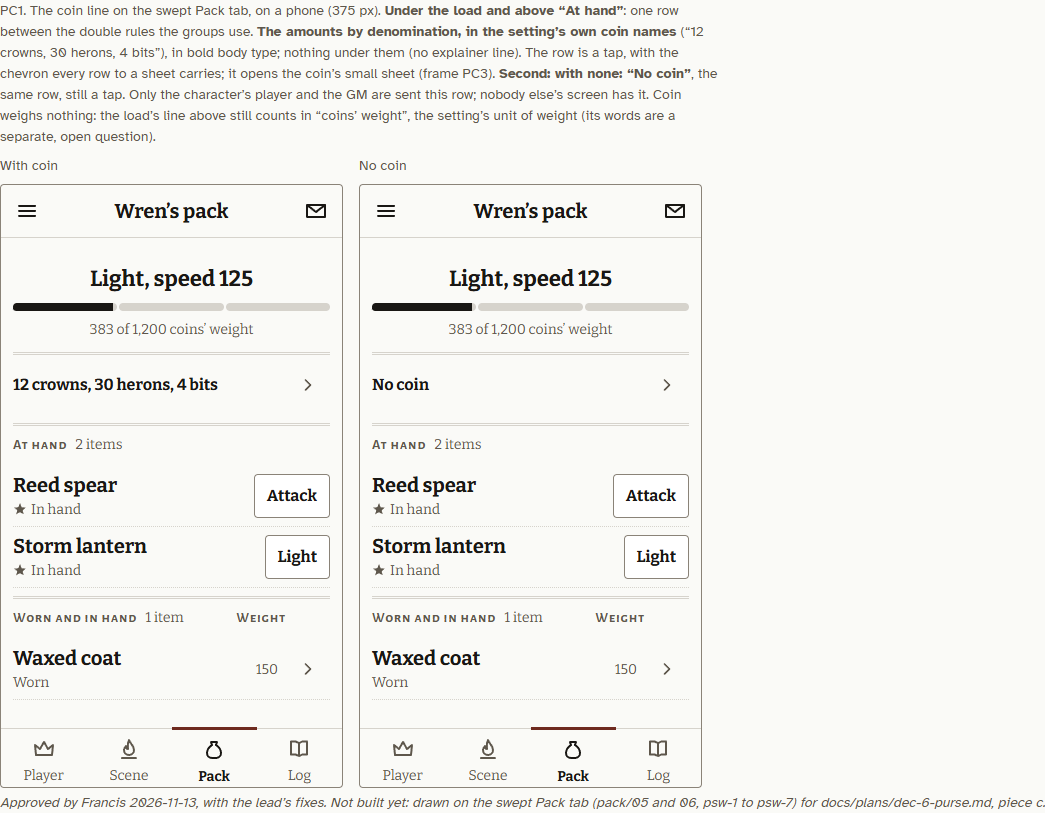 PC1. The coin line on the swept Pack tab, on a phone (375 px). Under the load and above “At hand”: one row
between the double rules the groups use. The amounts by denomination, in the setting’s own coin names (“12
crowns, 30 herons, 4 bits”), in bold body type; nothing under them (no explainer line). The row is a tap, with the
chevron every row to a sheet carries; it opens the coin’s small sheet (frame PC3). Second: with none: “No coin”, the
same row, still a tap. Only the character’s player and the GM are sent this row; nobody else’s screen has it. Coin
weighs nothing: the load’s line above still counts in “coins’ weight”, the setting’s unit of weight (its words are a
separate, open question).
With coin
Wren’s pack
Light, speed 125
383 of 1,200 coins’ weight
12 crowns, 30 herons, 4 bits
At hand 2 items
Reed spear
★ In hand
Attack
Storm lantern
★ In hand
Light
Worn and in hand 1 item Weight
Waxed coat
Worn
150
Player Scene Pack Log
No coin
Wren’s pack
Light, speed 125
383 of 1,200 coins’ weight
No coin
At hand 2 items
Reed spear
★ In hand
Attack
Storm lantern
★ In hand
Light
Worn and in hand 1 item Weight
Waxed coat
Worn
150
Player Scene Pack Log
Approved by Francis 2026-11-13, with the lead’s fixes. Not built yet: drawn on the swept Pack tab (pack/05 and 06, psw-1 to psw-7) for docs/plans/dec-6-purse.md, piece c.